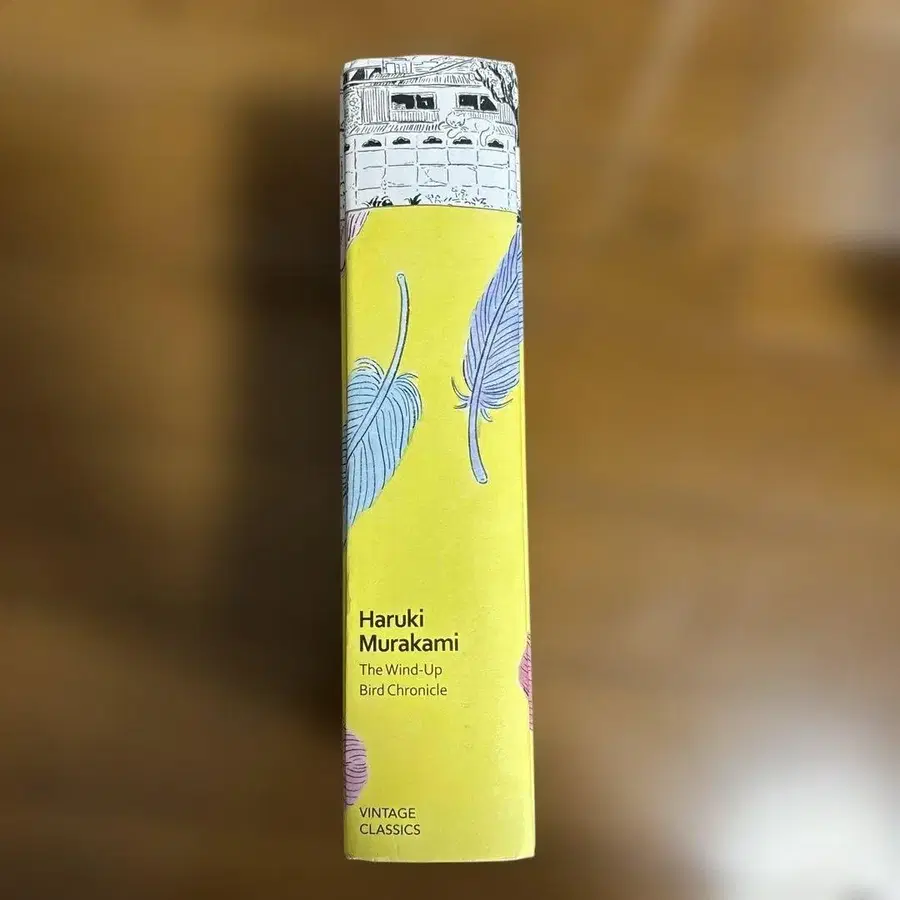 Haruki
Murakami
The Wind-Up
Bird Chronicle
VINTAGE
CLASSICS